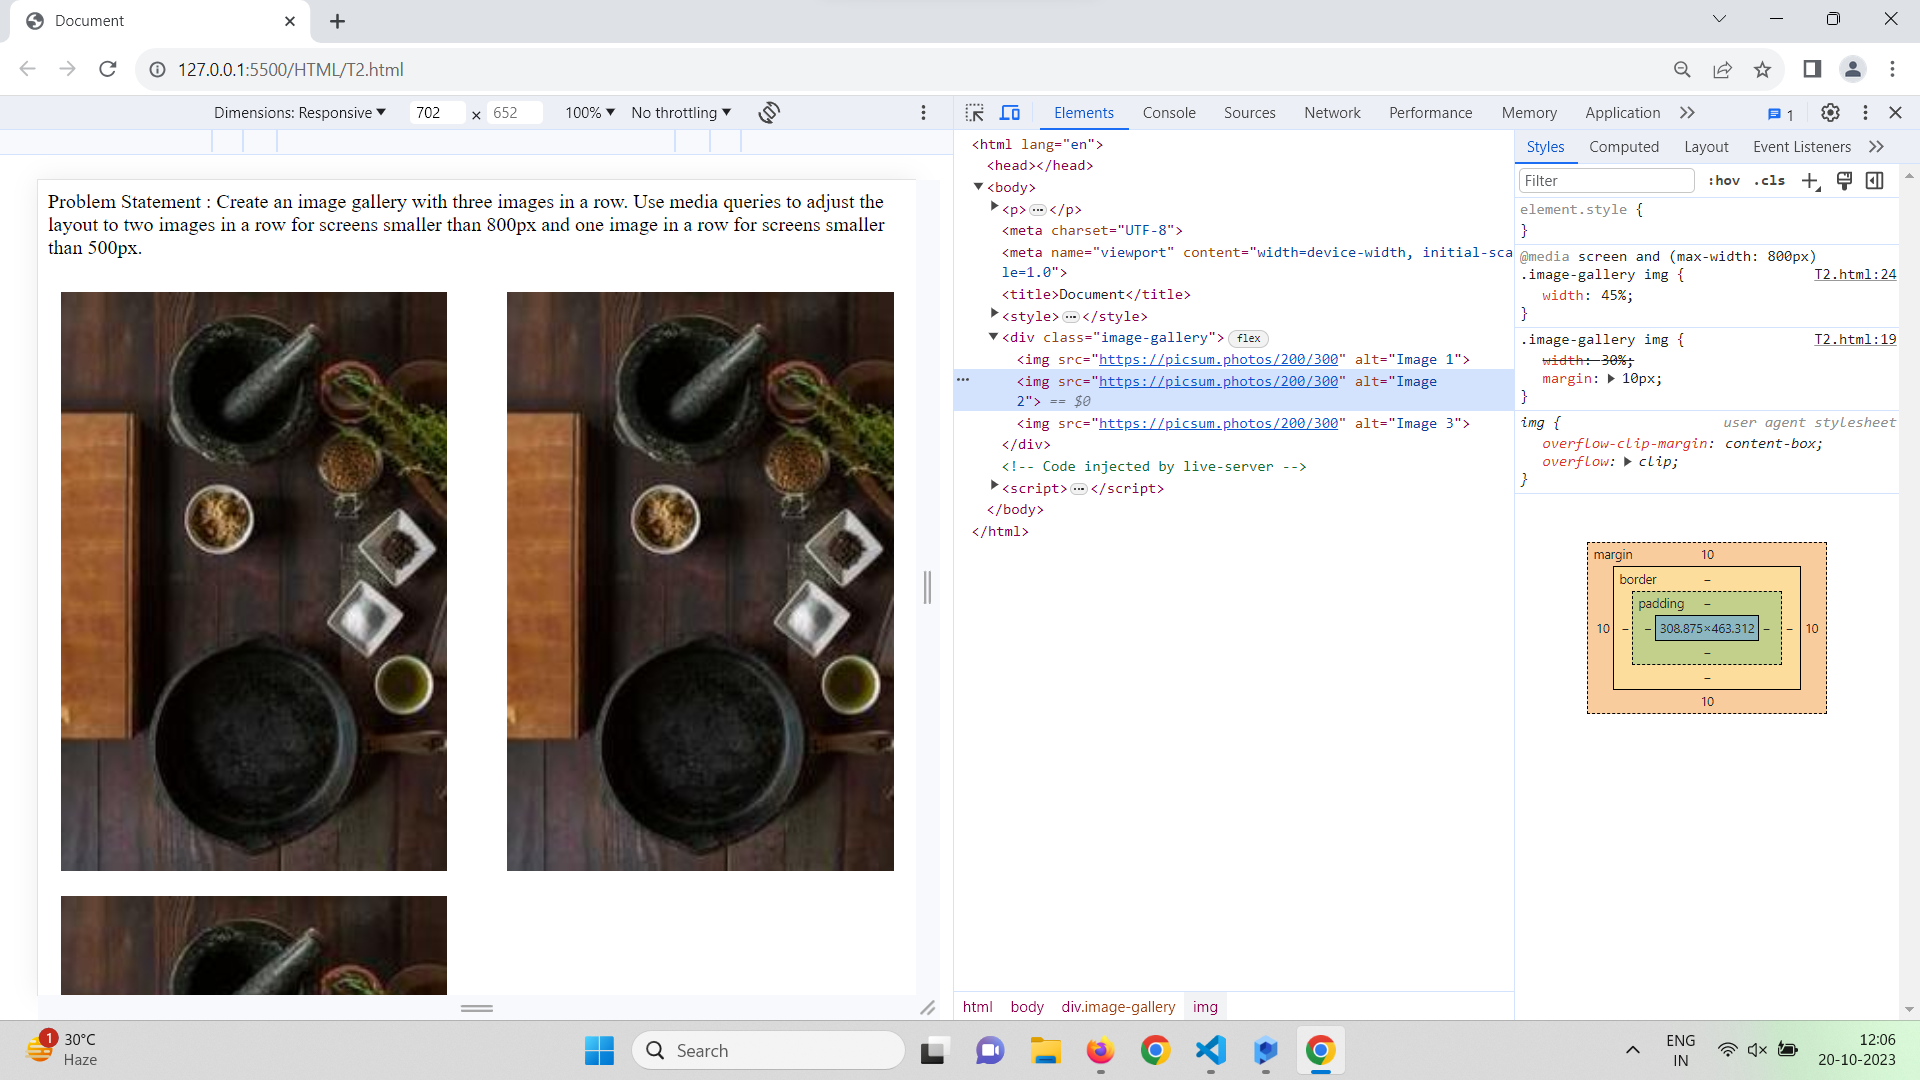 Document
127.0.0.1:5500/HTML/T2.html
Dimensions: Responsive 702 × 652 100% No throttling
Elements Console Sources Network Performance Memory Application 1
Problem Statement : Create an image gallery with three images in a row. Use media queries to adjust the
layout to two images in a row for screens smaller than 800px and one image in a row for screens smaller
than 500px.
<html lang="en">
<head></head>
<body>
<p> ⋯ </p>
<meta charset="UTF-8">
<meta name="viewport" content="width=device-width, initial-sca
le=1.0">
<title>Document</title>
<style> ⋯ </style>
<div class="image-gallery"> flex
<img src="https://picsum.photos/200/300" alt="Image 1">
<img src="https://picsum.photos/200/300" alt="Image
2"> == $0
<img src="https://picsum.photos/200/300" alt="Image 3">
</div>
<!-- Code injected by live-server -->
<script> ⋯ </script>
</body>
</html>
html body div.image-gallery img
Styles Computed Layout Event Listeners
Filter :hov .cls
element.style {
}
@media screen and (max-width: 800px)
.image-gallery img { T2.html:24
width: 45%;
}
.image-gallery img { T2.html:19
width: 30%;
margin: 10px;
}
img { user agent stylesheet
overflow-clip-margin: content-box;
overflow: clip;
}
margin 10
border –
padding –
10 – – 308.875×463.312 – – 10
–
–
10
1 30°C
Haze
Search
ENG
IN
12:06
20-10-2023